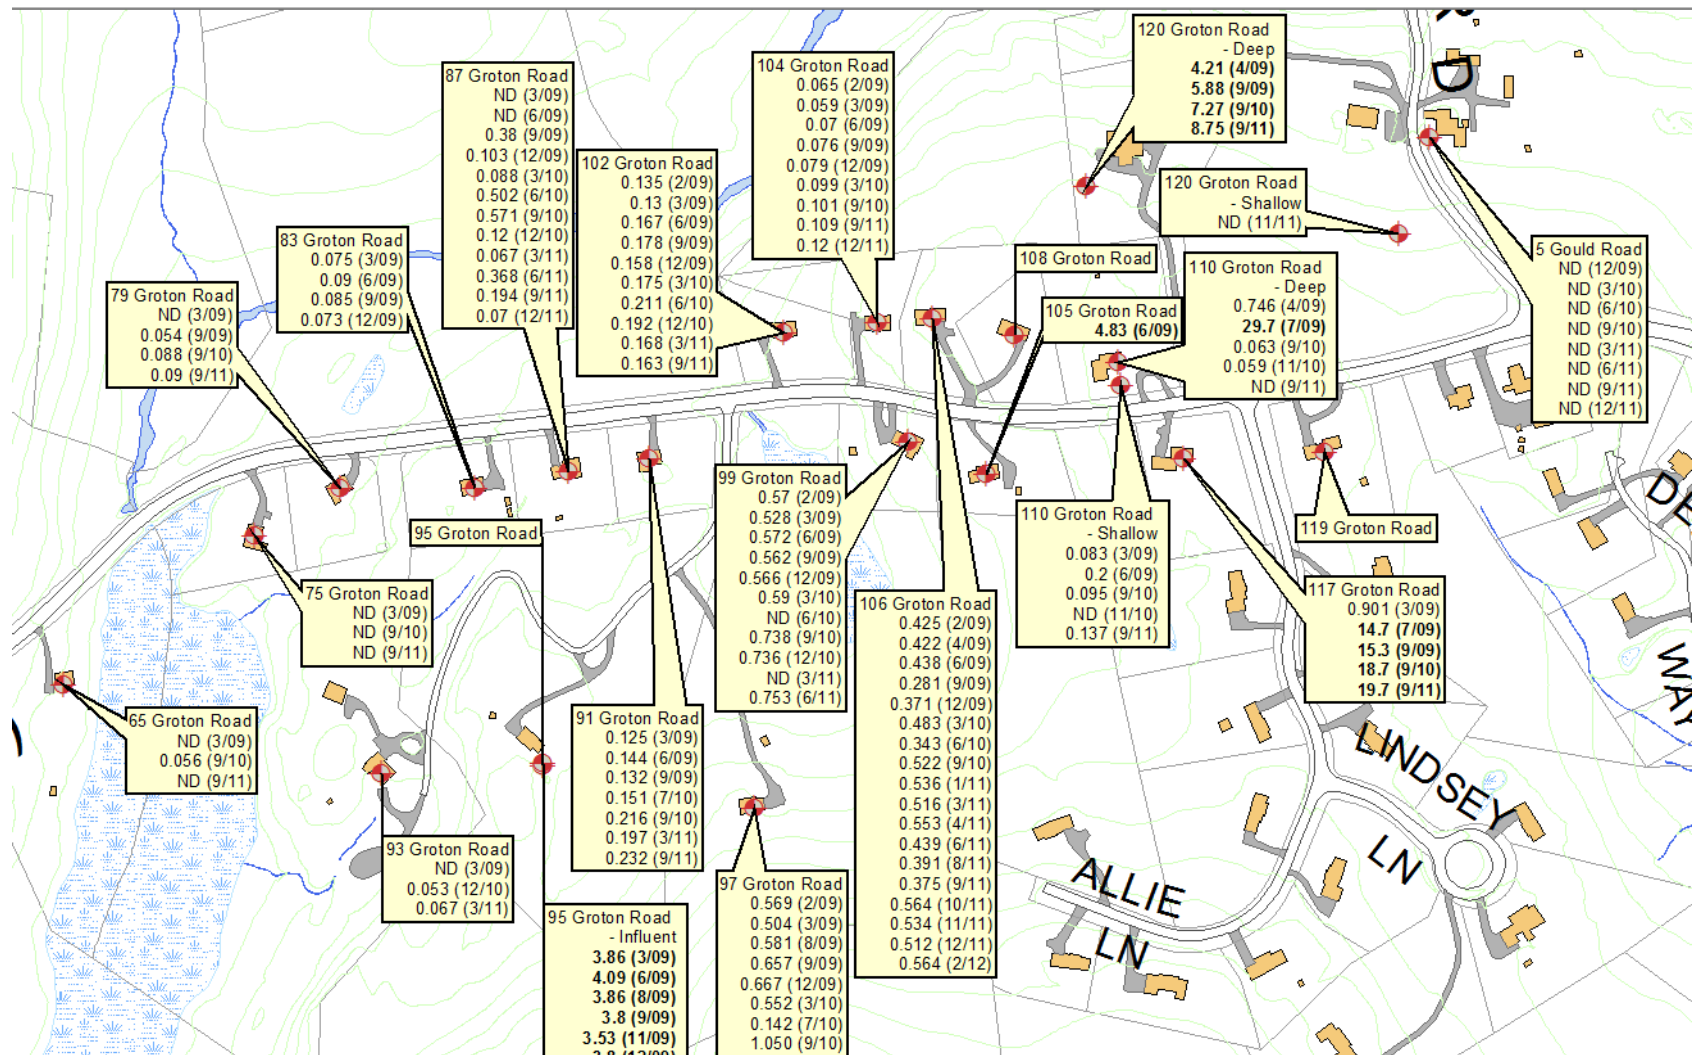 120 Groton Road
- Deep
4.21 (4/09)
5.88 (9/09)
7.27 (9/10)
8.75 (9/11)
104 Groton Road
0.065 (2/09)
0.059 (3/09)
0.07 (6/09)
0.076 (9/09)
0.079 (12/09)
0.099 (3/10)
0.101 (9/10)
0.109 (9/11)
0.12 (12/11)
87 Groton Road
ND (3/09)
ND (6/09)
0.38 (9/09)
0.103 (12/09)
0.088 (3/10)
0.502 (6/10)
0.571 (9/10)
0.12 (12/10)
0.067 (3/11)
0.368 (6/11)
0.194 (9/11)
0.07 (12/11)
102 Groton Road
0.135 (2/09)
0.13 (3/09)
0.167 (6/09)
0.178 (9/09)
0.158 (12/09)
0.175 (3/10)
0.211 (6/10)
0.192 (12/10)
0.168 (3/11)
0.163 (9/11)
120 Groton Road
- Shallow
ND (11/11)
83 Groton Road
0.075 (3/09)
0.09 (6/09)
0.085 (9/09)
0.073 (12/09)
5 Gould Road
ND (12/09)
ND (3/10)
ND (6/10)
ND (9/10)
ND (3/11)
ND (6/11)
ND (9/11)
ND (12/11)
108 Groton Road
110 Groton Road
- Deep
0.746 (4/09)
29.7 (7/09)
0.063 (9/10)
0.059 (11/10)
ND (9/11)
79 Groton Road
ND (3/09)
0.054 (9/09)
0.088 (9/10)
0.09 (9/11)
105 Groton Road
4.83 (6/09)
99 Groton Road
0.57 (2/09)
0.528 (3/09)
0.572 (6/09)
0.562 (9/09)
0.566 (12/09)
0.59 (3/10)
ND (6/10)
0.738 (9/10)
0.736 (12/10)
ND (3/11)
0.753 (6/11)
110 Groton Road
- Shallow
0.083 (3/09)
0.2 (6/09)
0.095 (9/10)
ND (11/10)
0.137 (9/11)
119 Groton Road
95 Groton Road
75 Groton Road
ND (3/09)
ND (9/10)
ND (9/11)
117 Groton Road
0.901 (3/09)
14.7 (7/09)
15.3 (9/09)
18.7 (9/10)
19.7 (9/11)
106 Groton Road
0.425 (2/09)
0.422 (4/09)
0.438 (6/09)
0.281 (9/09)
0.371 (12/09)
0.483 (3/10)
0.343 (6/10)
0.522 (9/10)
0.536 (1/11)
0.516 (3/11)
0.553 (4/11)
0.439 (6/11)
0.391 (8/11)
0.375 (9/11)
0.564 (10/11)
0.534 (11/11)
0.512 (12/11)
0.564 (2/12)
65 Groton Road
ND (3/09)
0.056 (9/10)
ND (9/11)
91 Groton Road
0.125 (3/09)
0.144 (6/09)
0.132 (9/09)
0.151 (7/10)
0.216 (9/10)
0.197 (3/11)
0.232 (9/11)
93 Groton Road
ND (3/09)
0.053 (12/10)
0.067 (3/11)
97 Groton Road
0.569 (2/09)
0.504 (3/09)
0.581 (8/09)
0.657 (9/09)
0.667 (12/09)
0.552 (3/10)
0.142 (7/10)
1.050 (9/10)
95 Groton Road
- Influent
3.86 (3/09)
4.09 (6/09)
3.86 (8/09)
3.8 (9/09)
3.53 (11/09)
3.8 (12/09)
D
DE
WAY
LINDSEY
LN
ALLIE
LN